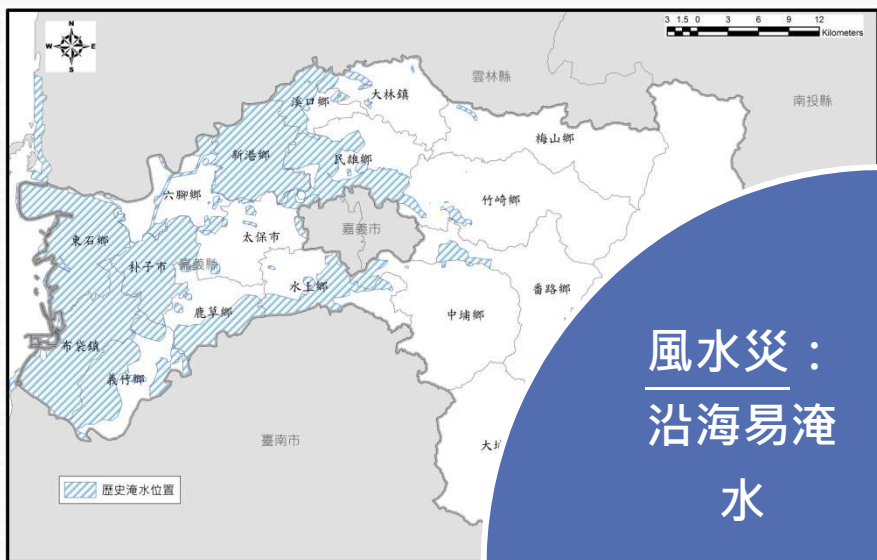 N
W
E
S
3 1.5 0 3 6 9 12
Kilometers
雲林縣
南投縣
大林鎮
溪口鄉
梅山鄉
新港鄉
民雄鄉
六腳鄉
竹崎鄉
東石鄉
太保市
嘉義市
朴子市
嘉義縣
水上鄉
番路鄉
鹿草鄉
中埔鄉
布袋鎮
義竹鄉
臺南市
大
歷史淹水位置
風水災：
沿海易淹
水